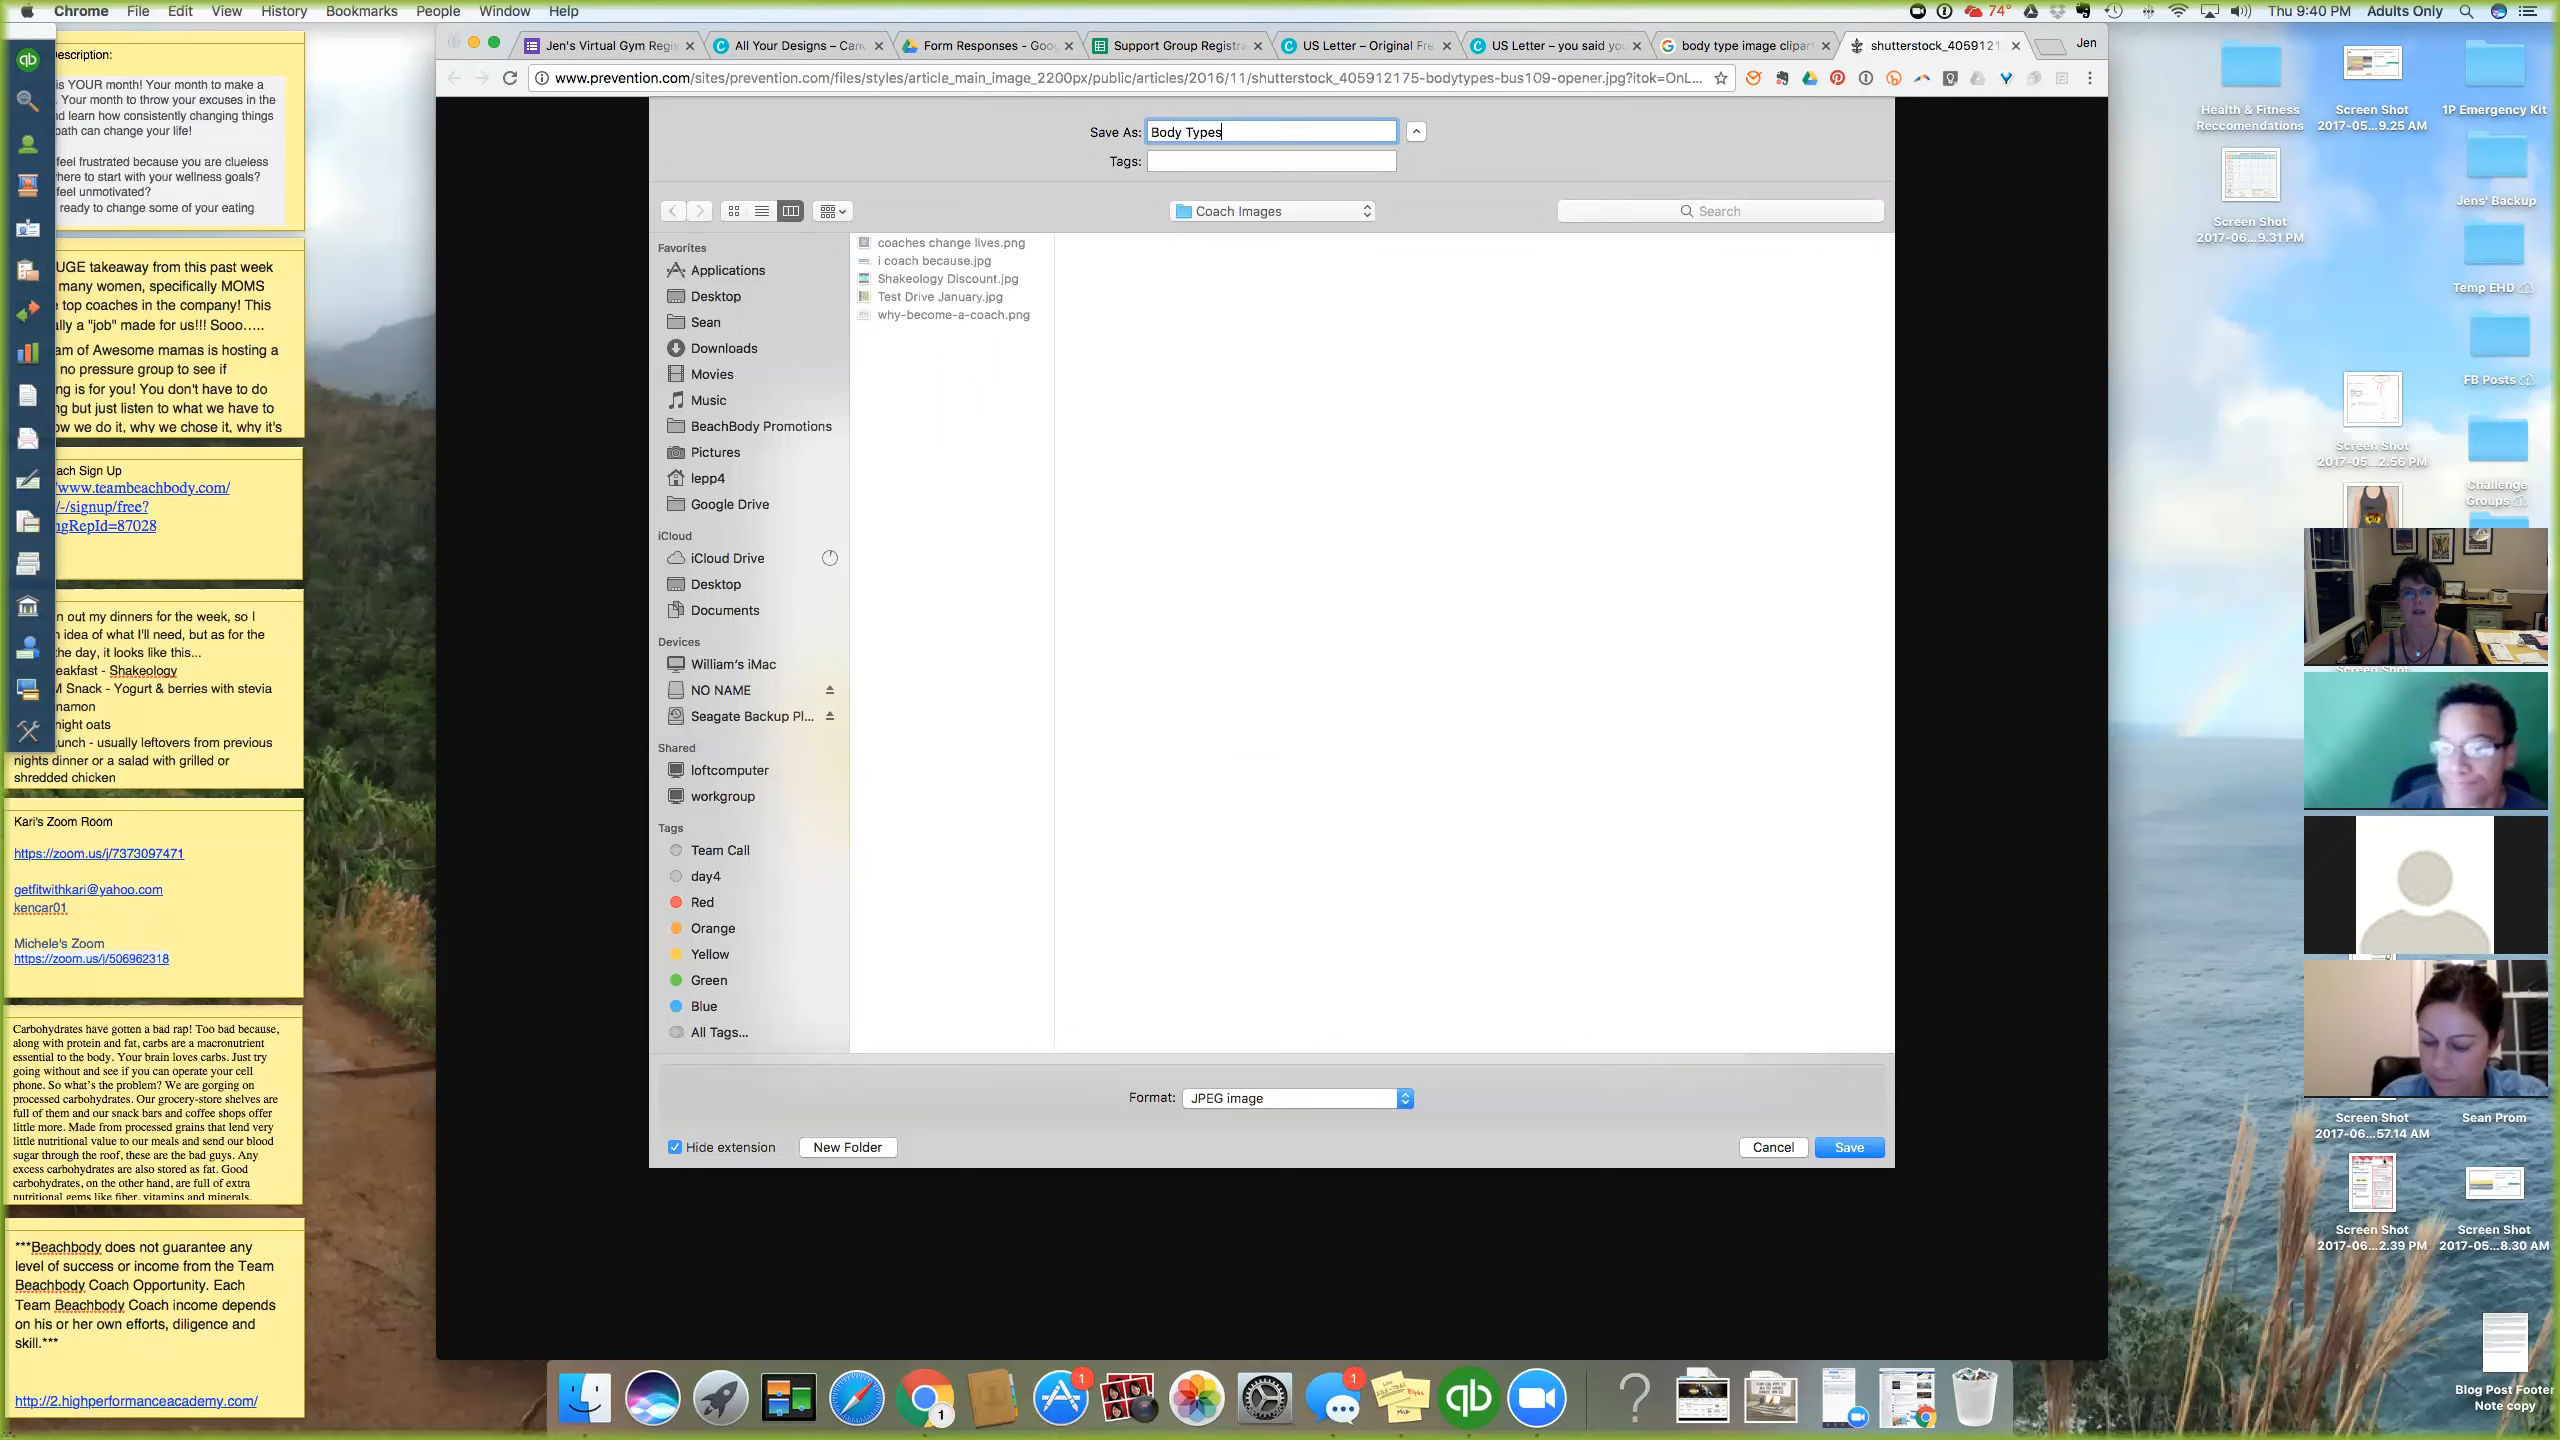 Chrome File Edit View History Bookmarks People Window Help
74° Thu 9:40 PM Adults Only
Jen's Virtual Gym Regis
All Your Designs – Can
Form Responses - Goo
Support Group Registra
US Letter – Original Fre
US Letter – you said yo
body type image clipart
shutterstock_4059121
Jen
www.prevention.com/sites/prevention.com/files/styles/article_main_image_2200px/public/articles/2016/11/shutterstock_405912175-bodytypes-bus109-opener.jpg?itok=OnL...
Save As: Body Types
Tags:
Coach Images
Search
Favorites
Applications
Desktop
Sean
Downloads
Movies
Music
BeachBody Promotions
Pictures
lepp4
Google Drive
iCloud
iCloud Drive
Desktop
Documents
Devices
William's iMac
NO NAME
Seagate Backup Pl...
Shared
loftcomputer
workgroup
Tags
Team Call
day4
Red
Orange
Yellow
Green
Blue
All Tags...
coaches change lives.png
i coach because.jpg
Shakeology Discount.jpg
Test Drive January.jpg
why-become-a-coach.png
Format: JPEG image
Hide extension New Folder Cancel Save
escription:
is YOUR month! Your month to make a
. Your month to throw your excuses in the
nd learn how consistently changing things
path can change your life!
feel frustrated because you are clueless
here to start with your wellness goals?
feel unmotivated?
ready to change some of your eating
UGE takeaway from this past week
many women, specifically MOMS
e top coaches in the company! This
ally a "job" made for us!!! Sooo.....
am of Awesome mamas is hosting a
no pressure group to see if
ng is for you! You don't have to do
ng but just listen to what we have to
ow we do it, why we chose it, why it's
ach Sign Up
/www.teambeachbody.com/
/-/signup/free?
ngRepId=87028
n out my dinners for the week, so I
n idea of what I'll need, but as for the
the day, it looks like this...
eakfast - Shakeology
M Snack - Yogurt & berries with stevia
namon
night oats
unch - usually leftovers from previous
nights dinner or a salad with grilled or
shredded chicken
Kari's Zoom Room
https://zoom.us/j/7373097471
getfitwithkari@yahoo.com
kencar01
Michele's Zoom
https://zoom.us/j/506962318
Carbohydrates have gotten a bad rap! Too bad because,
along with protein and fat, carbs are a macronutrient
essential to the body. Your brain loves carbs. Just try
going without and see if you can operate your cell
phone. So what's the problem? We are gorging on
processed carbohydrates. Our grocery-store shelves are
full of them and our snack bars and coffee shops offer
little more. Made from processed grains that lend very
little nutritional value to our meals and send our blood
sugar through the roof, these are the bad guys. Any
excess carbohydrates are also stored as fat. Good
carbohydrates, on the other hand, are full of extra
nutritional gems like fiber, vitamins and minerals.
***Beachbody does not guarantee any
level of success or income from the Team
Beachbody Coach Opportunity. Each
Team Beachbody Coach income depends
on his or her own efforts, diligence and
skill.***
http://2.highperformanceacademy.com/
Health & Fitness
Reccomendations
Screen Shot
2017-05...9.25 AM
1P Emergency Kit
Screen Shot
2017-06...9.31 PM
Jens' Backup
Temp EHD
FB Posts
Screen Shot
2017-05...2.56 PM
Challenge
Groups
Screen Shot
2017-06...57.14 AM
Sean Prom
Screen Shot
2017-06...2.39 PM
Screen Shot
2017-05...8.30 AM
Blog Post Footer
Note copy
1
1
1